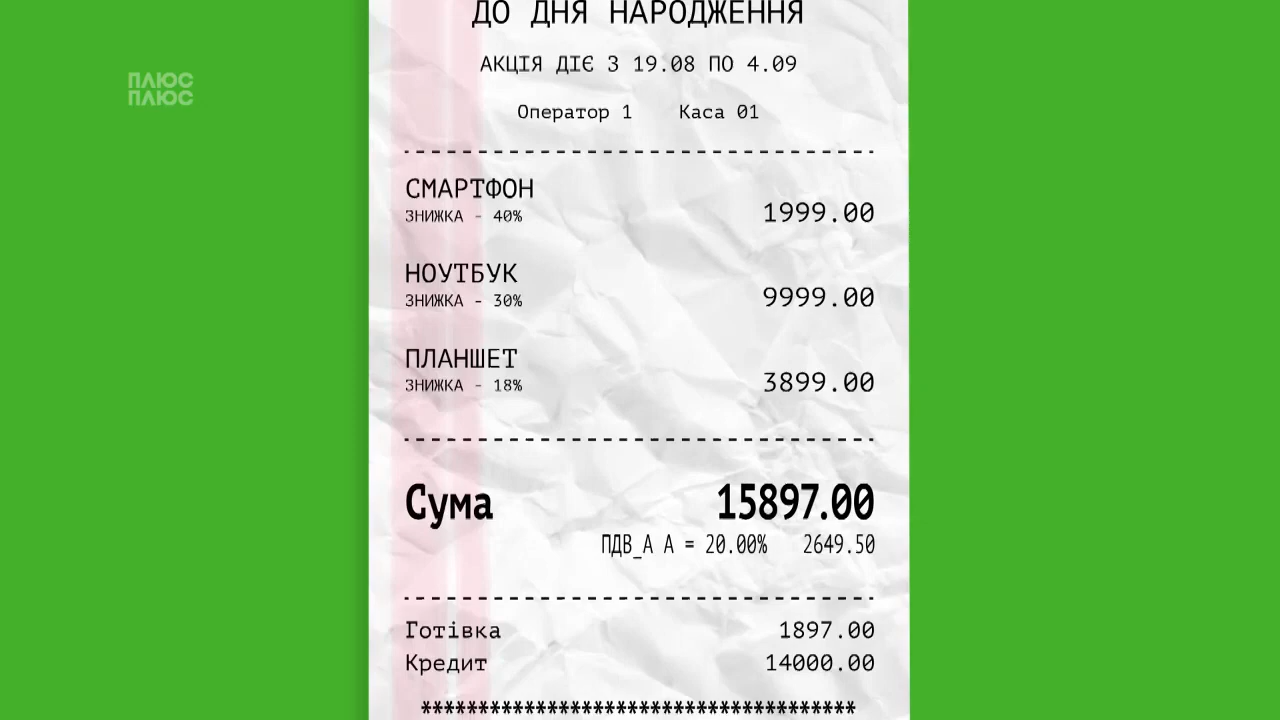 ДО ДНЯ НАРОДЖЕННЯ
АКЦІЯ ДІЄ З 19.08 ПО 4.09
ПЛЮС
ПЛЮС
Оператор 1 Каса 01
СМАРТФОН
ЗНИЖКА - 40%
1999.00
НОУТБУК
ЗНИЖКА - 30%
9999.00
ПЛАНШЕТ
ЗНИЖКА - 18%
3899.00
Сума 15897.00
ПДВ_А А = 20.00% 2649.50
Готівка 1897.00
Кредит 14000.00
**************************************